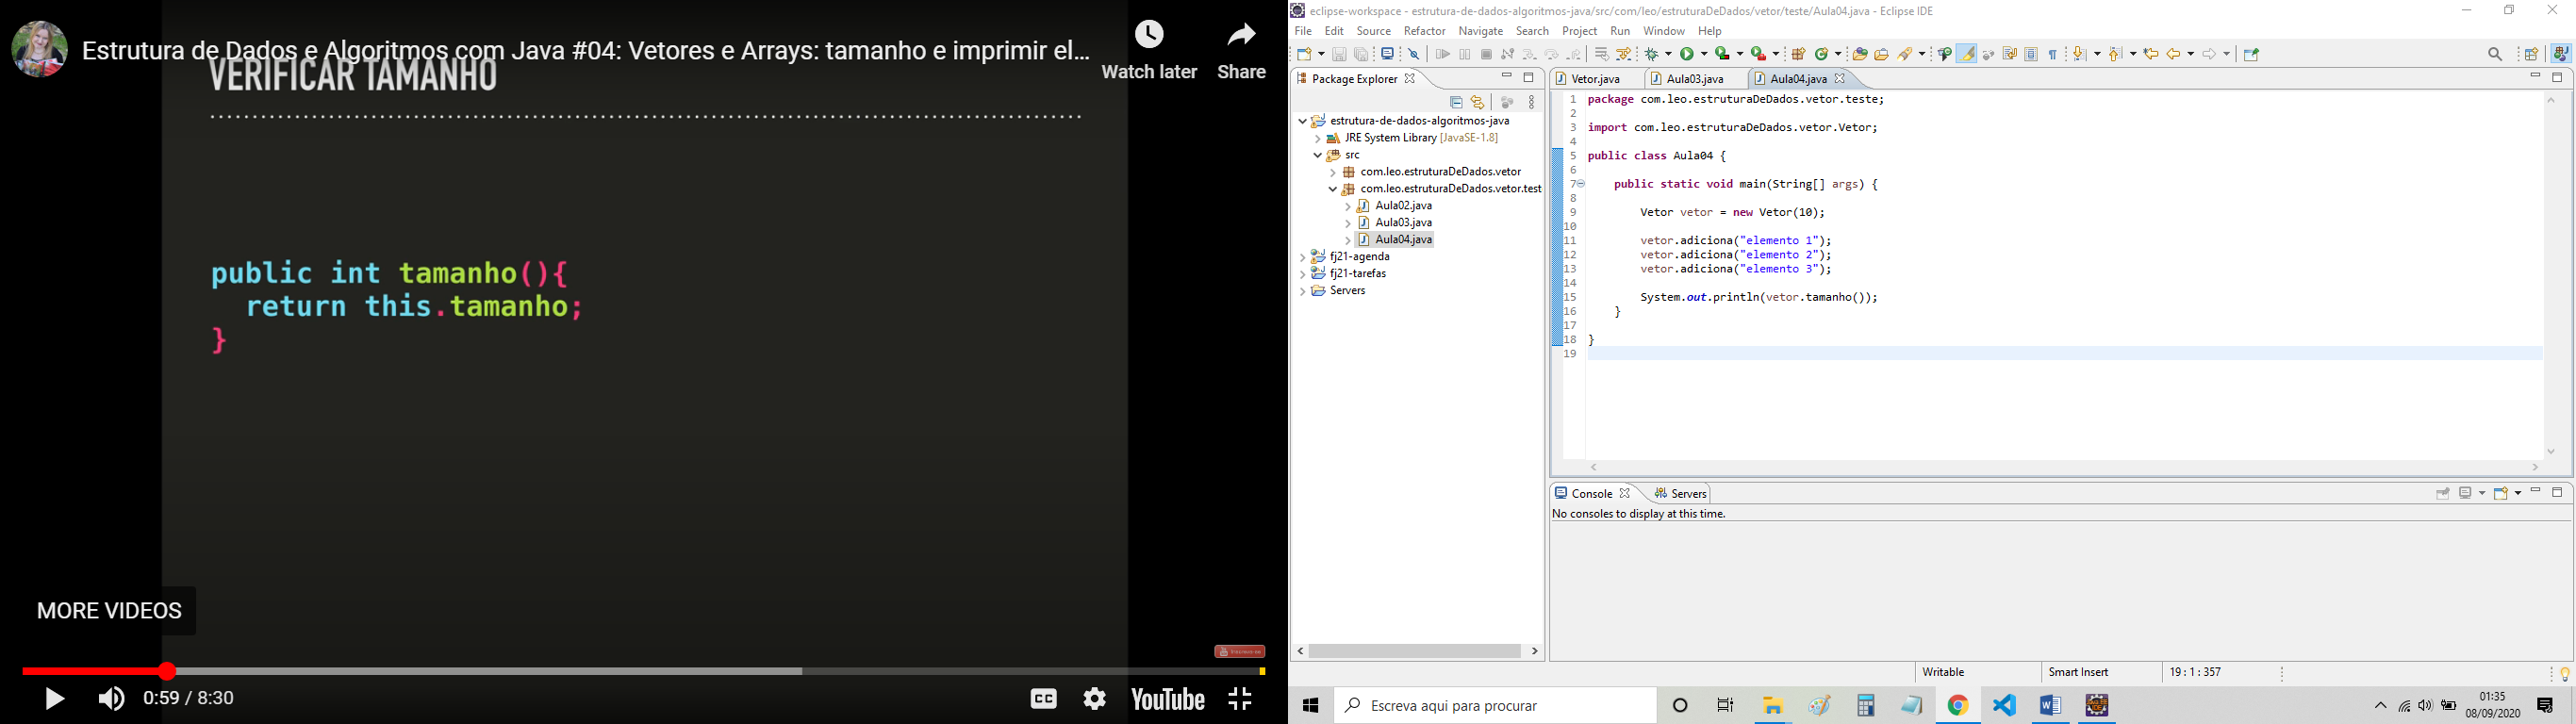 Estrutura de Dados e Algoritmos com Java #04: Vetores e Arrays: tamanho e imprimir el...
Watch later
Share
VERIFICAR TAMANHO
public int tamanho(){
return this.tamanho;
}
MORE VIDEOS
0:59 / 8:30
CC
YouTube
eclipse-workspace - estrutura-de-dados-algoritmos-java/src/com/leo/estruturaDeDados/vetor/teste/Aula04.java - Eclipse IDE
File Edit Source Refactor Navigate Search Project Run Window Help
Package Explorer
estrutura-de-dados-algoritmos-java
JRE System Library [JavaSE-1.8]
src
com.leo.estruturaDeDados.vetor
com.leo.estruturaDeDados.vetor.test
Aula02.java
Aula03.java
Aula04.java
fj21-agenda
fj21-tarefas
Servers
Vetor.java Aula03.java Aula04.java
1 package com.leo.estruturaDeDados.vetor.teste;
2
3 import com.leo.estruturaDeDados.vetor.Vetor;
4
5 public class Aula04 {
6
7 public static void main(String[] args) {
8
9 Vetor vetor = new Vetor(10);
10
11 vetor.adiciona("elemento 1");
12 vetor.adiciona("elemento 2");
13 vetor.adiciona("elemento 3");
14
15 System.out.println(vetor.tamanho());
16 }
17
18 }
19
Console Servers
No consoles to display at this time.
Writable Smart Insert 19 : 1 : 357
Escreva aqui para procurar
01:35
08/09/2020